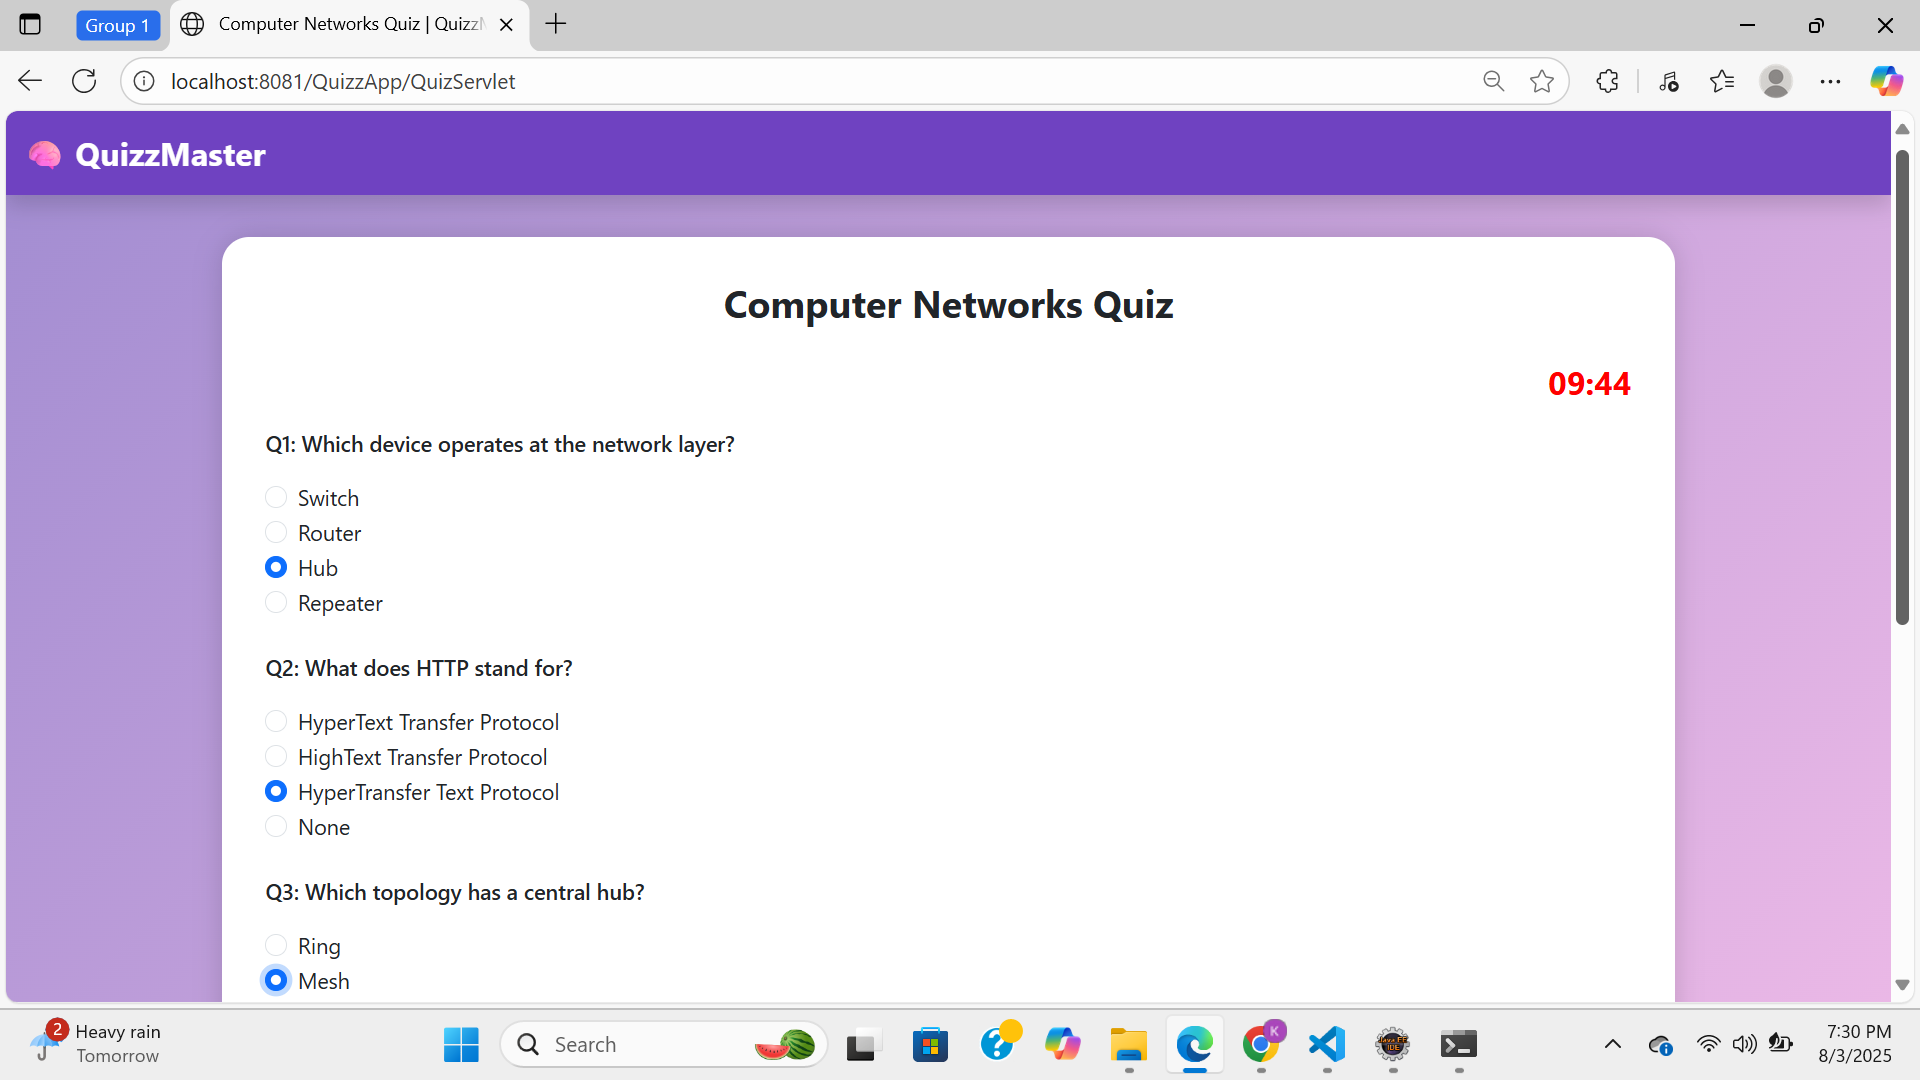 Group 1
Computer Networks Quiz | Quizz
localhost:8081/QuizzApp/QuizServlet
QuizzMaster
Computer Networks Quiz
09:44
Q1: Which device operates at the network layer?
Switch
Router
Hub
Repeater
Q2: What does HTTP stand for?
HyperText Transfer Protocol
HighText Transfer Protocol
HyperTransfer Text Protocol
None
Q3: Which topology has a central hub?
Ring
Mesh
2
Heavy rain
Tomorrow
Search
K
7:30 PM
8/3/2025